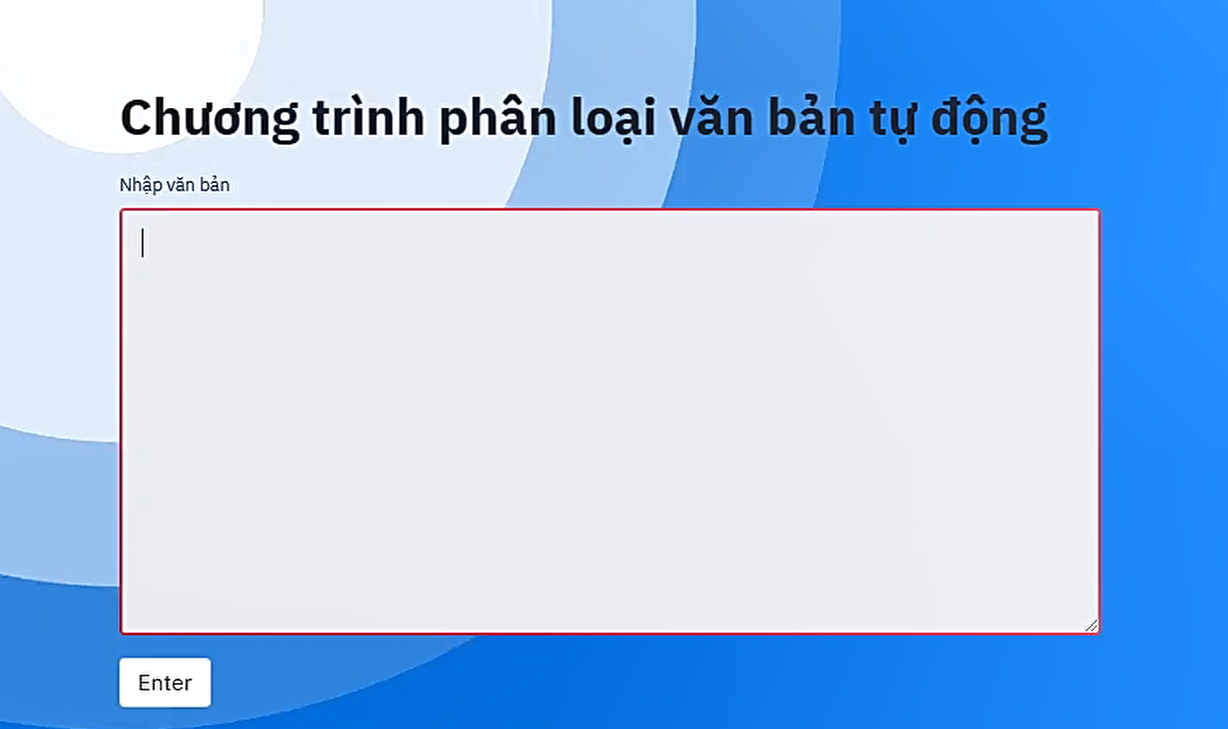 Chương trình phân loại văn bản tự động
Nhập văn bản
Enter